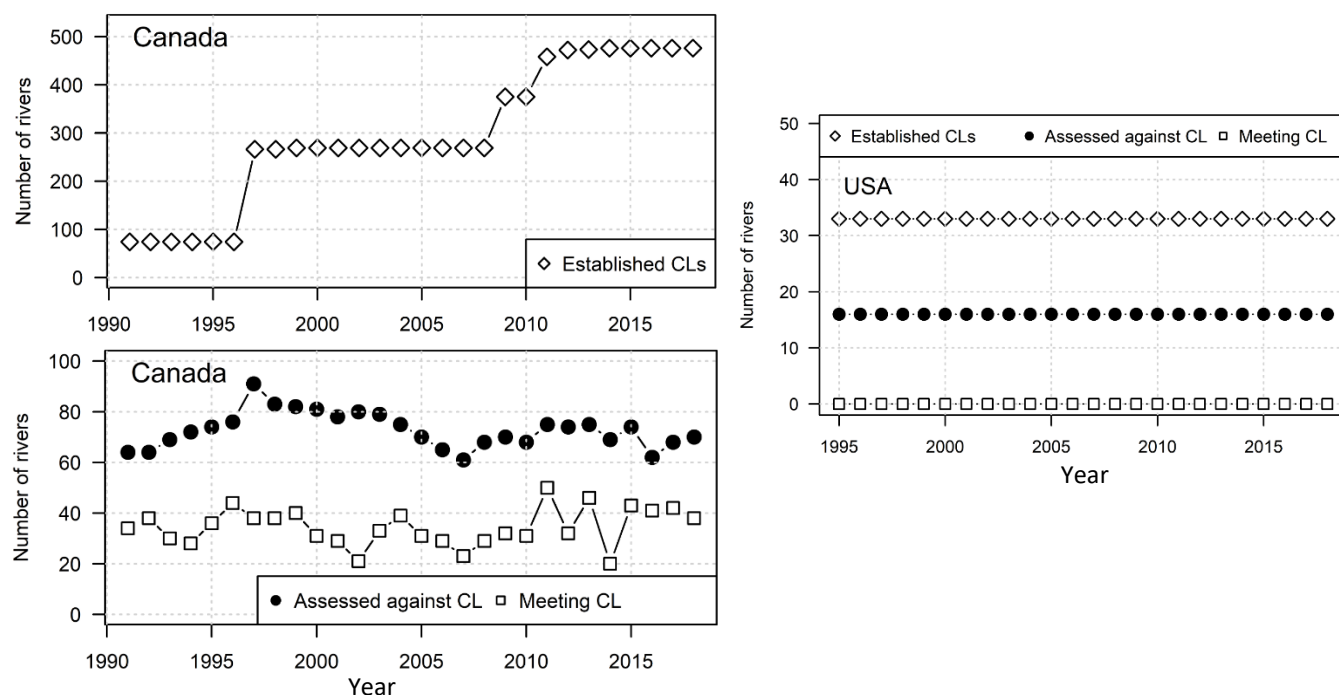 Canada
Number of rivers
500
400
300
200
100
0
Established CLs
1990 1995 2000 2005 2010 2015
Canada
Number of rivers
100
80
60
40
20
0
Assessed against CL Meeting CL
1990 1995 2000 2005 2010 2015
Year
Established CLs Assessed against CL Meeting CL
USA
Number of rivers
50
40
30
20
10
0
1995 2000 2005 2010 2015
Year